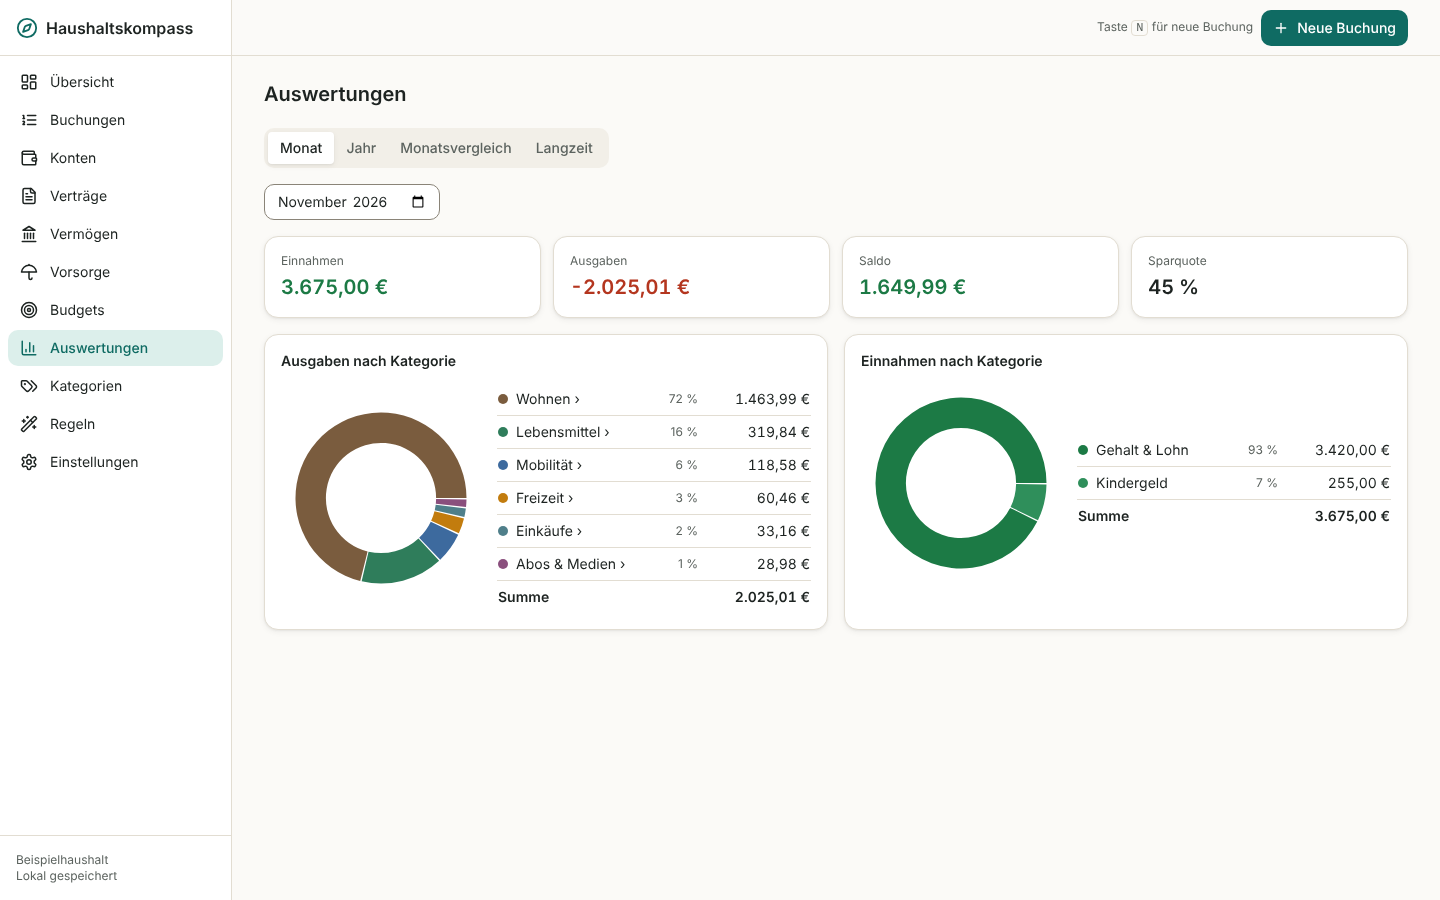 Haushaltskompass
Taste N für neue Buchung
Neue Buchung
Übersicht
Buchungen
Konten
Verträge
Vermögen
Vorsorge
Budgets
Auswertungen
Kategorien
Regeln
Einstellungen
Beispielhaushalt
Lokal gespeichert
Auswertungen
Monat Jahr Monatsvergleich Langzeit
November 2026
Einnahmen
3.675,00 €
Ausgaben
-2.025,01 €
Saldo
1.649,99 €
Sparquote
45 %
Ausgaben nach Kategorie
Wohnen › 72 % 1.463,99 €
Lebensmittel › 16 % 319,84 €
Mobilität › 6 % 118,58 €
Freizeit › 3 % 60,46 €
Einkäufe › 2 % 33,16 €
Abos & Medien › 1 % 28,98 €
Summe 2.025,01 €
Einnahmen nach Kategorie
Gehalt & Lohn 93 % 3.420,00 €
Kindergeld 7 % 255,00 €
Summe 3.675,00 €